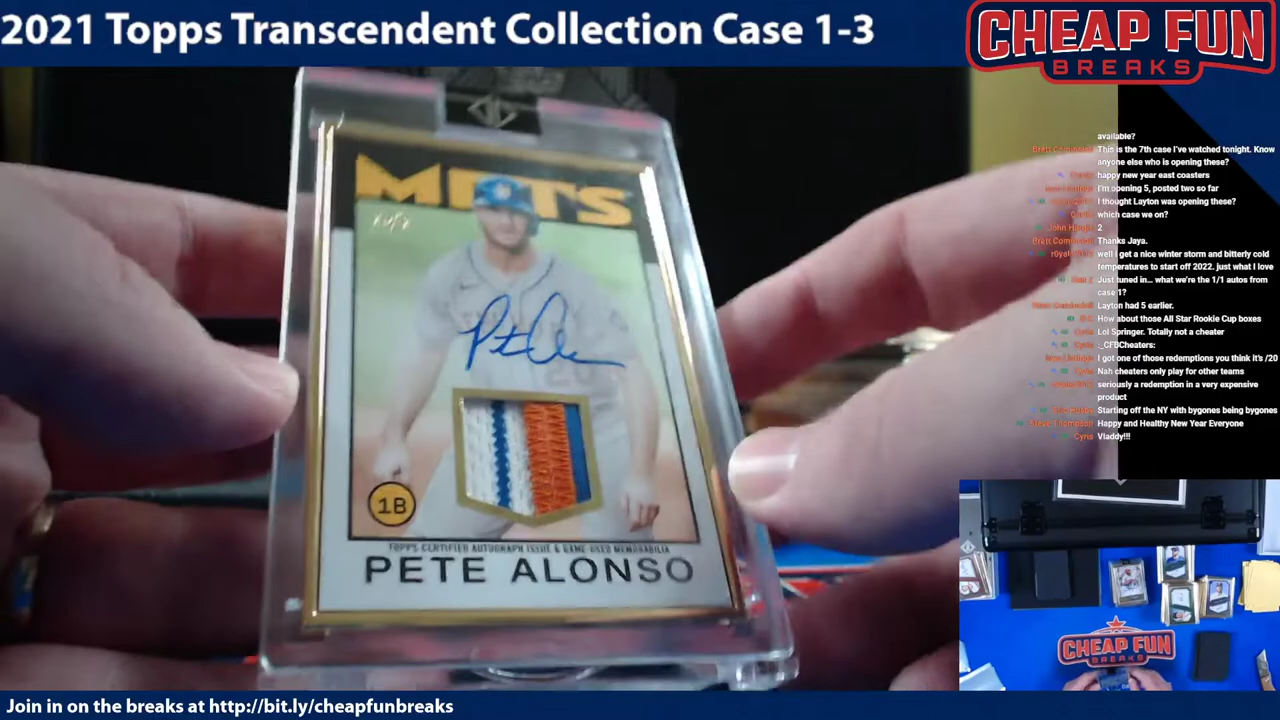 2021 Topps Transcendent Collection Case 1-3
CHEAP FUN
BREAKS
METS
Pete Al
1B
TOPPS CERTIFIED AUTOGRAPH ISSUE & GAME-USED MEMORABILIA
PETE ALONSO
available?
This is the 7th case I've watched tonight. Know
anyone else who is opening these?
happy new year east coasters
I'm opening 5, posted two so far
I thought Layton was opening these?
which case we on?
2
Thanks Jaya.
well i get a nice winter storm and bitterly cold
temperatures to start off 2022. just what I love
Just tuned in... what we're the 1/1 autos from
case 1?
Layton had 5 earlier.
How about those All Star Rookie Cup boxes
Lol Springer. Totally not a cheater
_CFBCheaters:
I got one of those redemptions you think it's /20
Nah cheaters only play for other teams
seriously a redemption in a very expensive
product
Starting off the NY with bygones being bygones
Steve Thompson Happy and Healthy New Year Everyone
Cyris Vladdy!!!
CHEAP FUN
BREAKS
Join in on the breaks at http://bit.ly/cheapfunbreaks